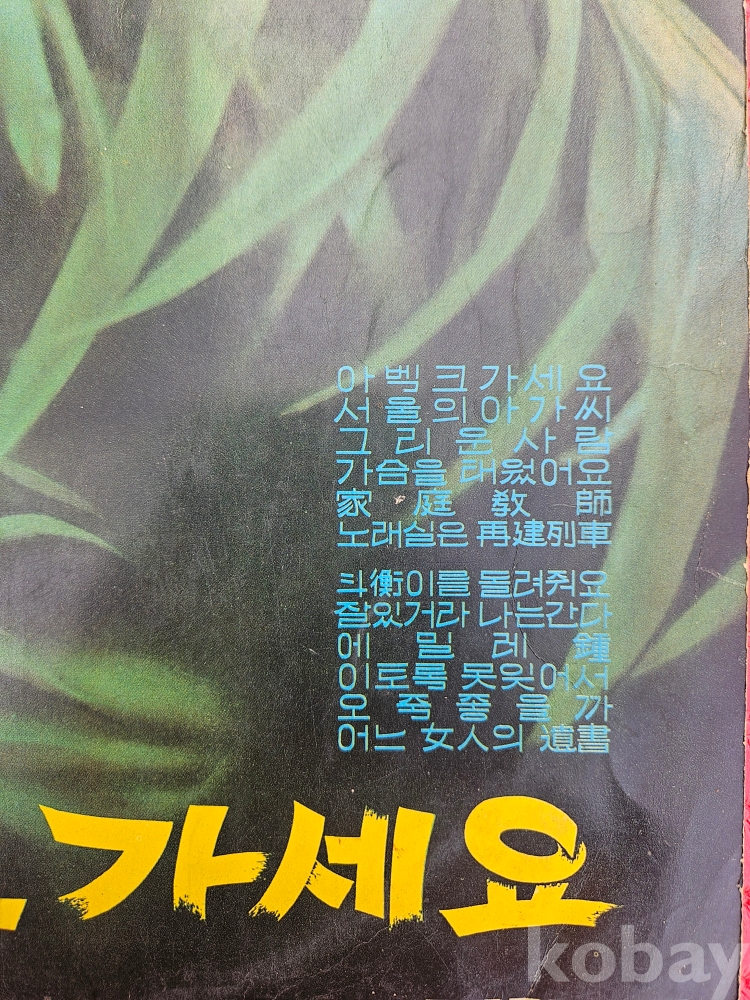 아벡크가세요
서울의아가씨
그리운사람
가슴을 태웠어요
家庭敎師
노래실은 再建列車
斗衡이를 돌려줘요
잘있거라 나는간다
에밀레鍾
이토록 못잊어서
오죽좋을까
어느 女人의 遺書
가세요
kobay